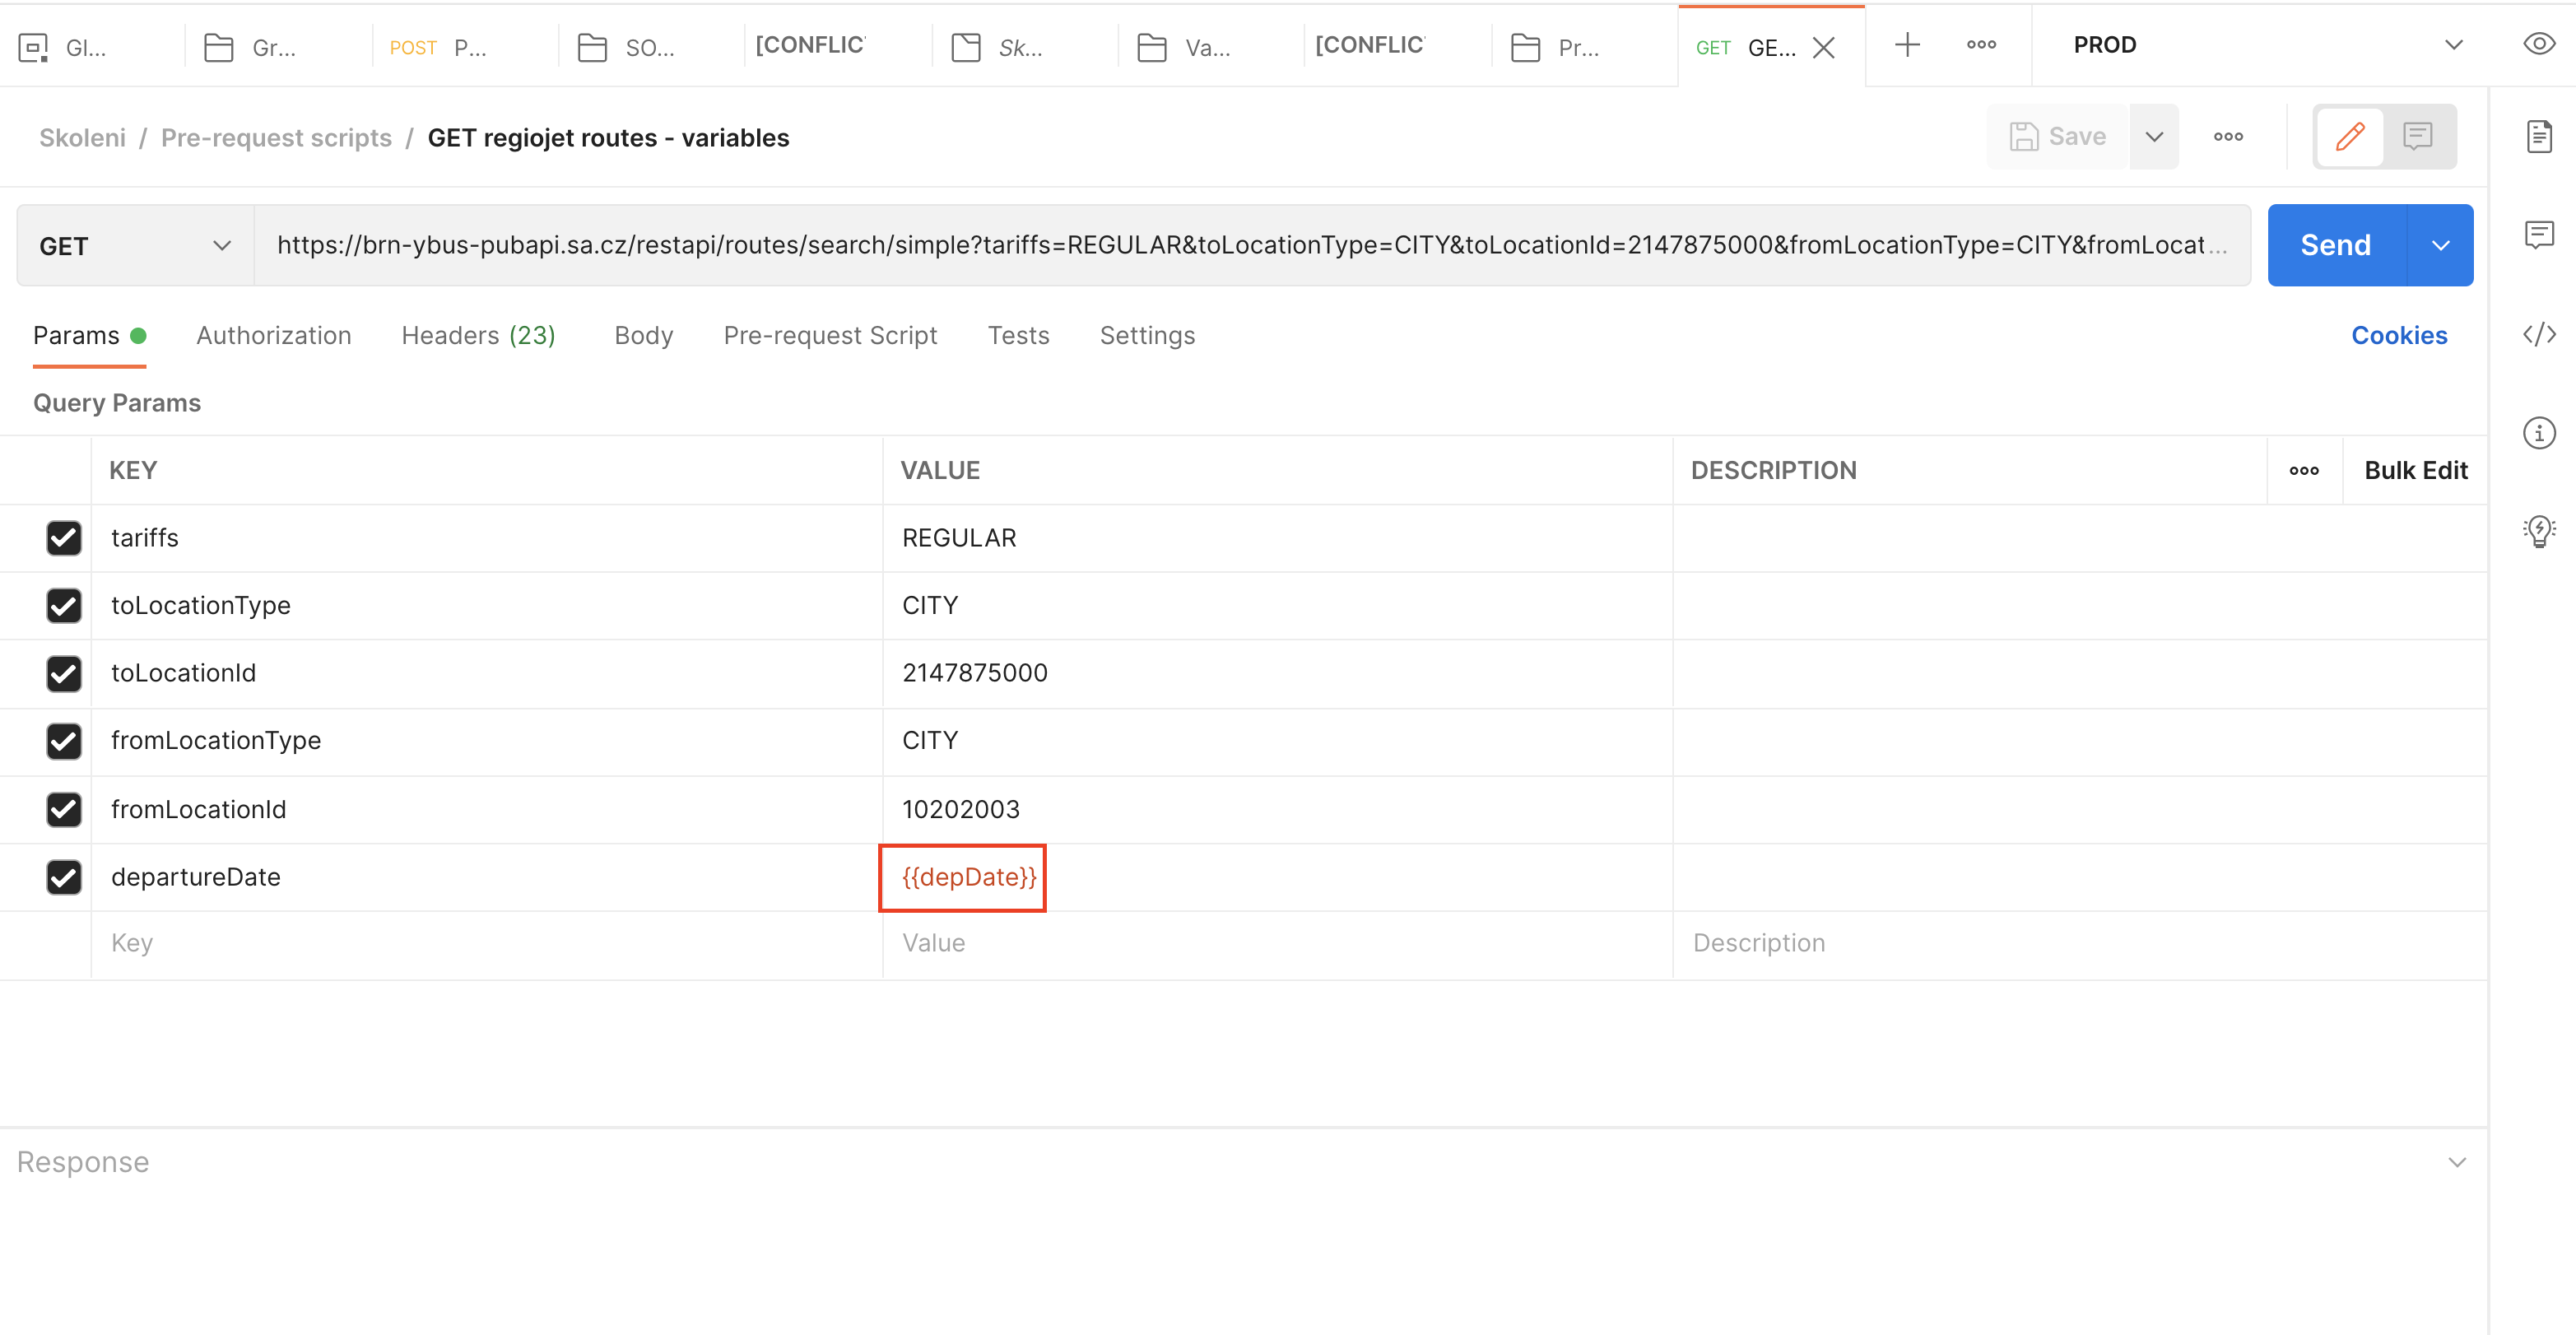 Gl... Gr... POST P... SO... [CONFLIC Sk... Va... [CONFLIC Pr... GET GE... PROD
Skoleni / Pre-request scripts / GET regiojet routes - variables Save
GET https://brn-ybus-pubapi.sa.cz/restapi/routes/search/simple?tariffs=REGULAR&toLocationType=CITY&toLocationId=2147875000&fromLocationType=CITY&fromLocat... Send
Params Authorization Headers (23) Body Pre-request Script Tests Settings Cookies
Query Params
KEY VALUE DESCRIPTION Bulk Edit
tariffs REGULAR
toLocationType CITY
toLocationId 2147875000
fromLocationType CITY
fromLocationId 10202003
departureDate {{depDate}}
Key Value Description
Response